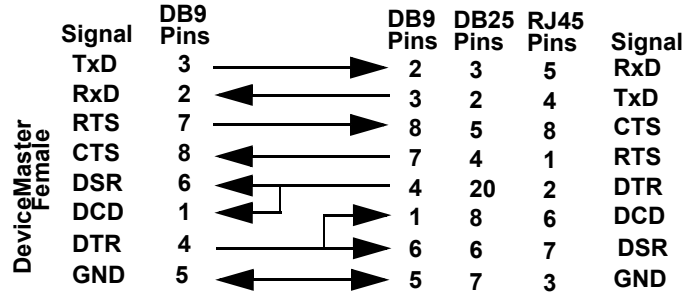 DB9 DB9 DB25 RJ45
Signal Pins Pins Pins Pins Signal
TxD 3 2 3 5 RxD
RxD 2 3 2 4 TxD
RTS 7 8 5 8 CTS
CTS 8 7 4 1 RTS
DSR 6 4 20 2 DTR
DCD 1 1 8 6 DCD
DTR 4 6 6 7 DSR
GND 5 5 7 3 GND
DeviceMaster
Female